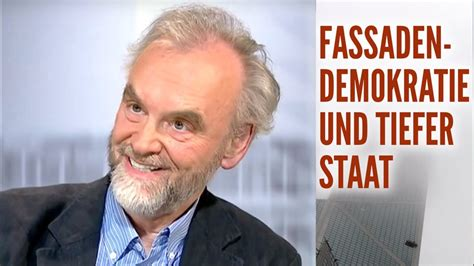 FASSADEN-
DEMOKRATIE
UND TIEFER
STAAT